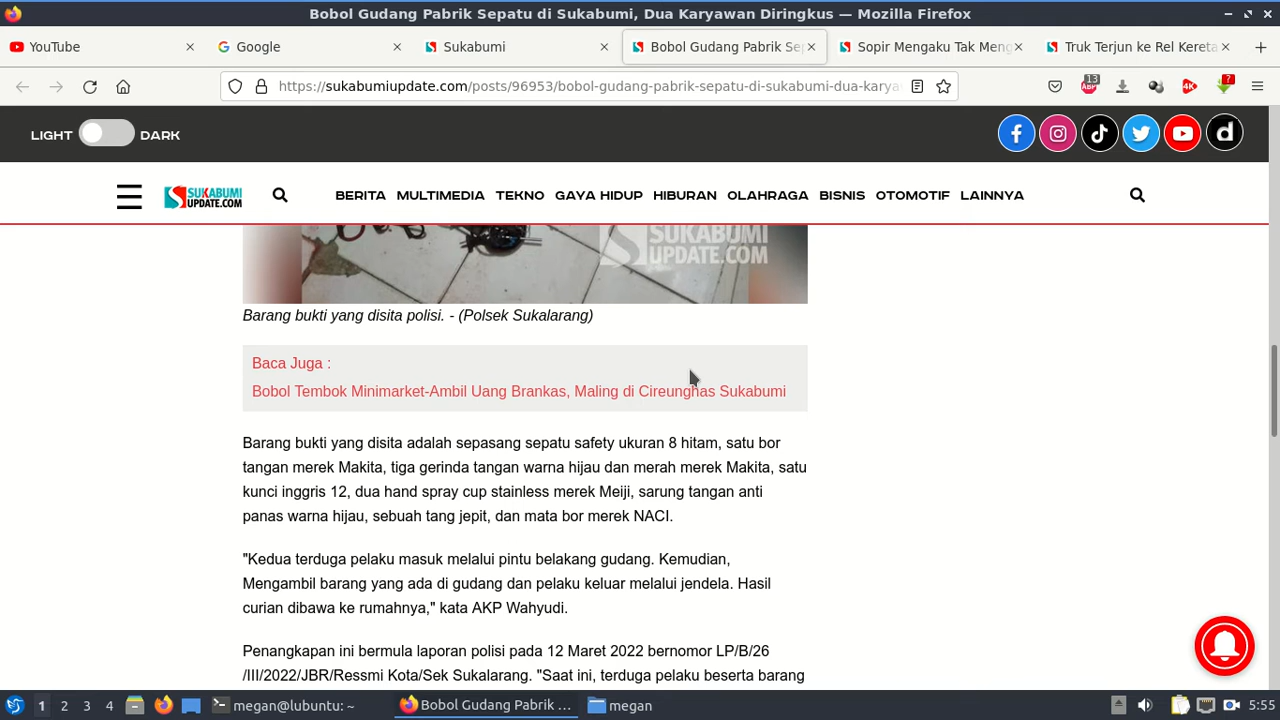 Bobol Gudang Pabrik Sepatu di Sukabumi, Dua Karyawan Diringkus — Mozilla Firefox
YouTube
Google
Sukabumi
Bobol Gudang Pabrik Sep
Sopir Mengaku Tak Meng
Truk Terjun ke Rel Kereta
https://sukabumiupdate.com/posts/96953/bobol-gudang-pabrik-sepatu-di-sukabumi-dua-karya
13
ABP
4K
?
LIGHT
DARK
SUKABUMI
UPDATE.COM
BERITA
MULTIMEDIA
TEKNO
GAYA HIDUP
HIBURAN
OLAHRAGA
BISNIS
OTOMOTIF
LAINNYA
SUKABUMI
UPDATE.COM
Barang bukti yang disita polisi. - (Polsek Sukalarang)
Baca Juga :
Bobol Tembok Minimarket-Ambil Uang Brankas, Maling di Cireunghas Sukabumi
Barang bukti yang disita adalah sepasang sepatu safety ukuran 8 hitam, satu bor
tangan merek Makita, tiga gerinda tangan warna hijau dan merah merek Makita, satu
kunci inggris 12, dua hand spray cup stainless merek Meiji, sarung tangan anti
panas warna hijau, sebuah tang jepit, dan mata bor merek NACI.
"Kedua terduga pelaku masuk melalui pintu belakang gudang. Kemudian,
Mengambil barang yang ada di gudang dan pelaku keluar melalui jendela. Hasil
curian dibawa ke rumahnya," kata AKP Wahyudi.
Penangkapan ini bermula laporan polisi pada 12 Maret 2022 bernomor LP/B/26
/III/2022/JBR/Ressmi Kota/Sek Sukalarang. "Saat ini, terduga pelaku beserta barang
1
2
3
4
megan@lubuntu: ~
Bobol Gudang Pabrik ...
megan
5:55